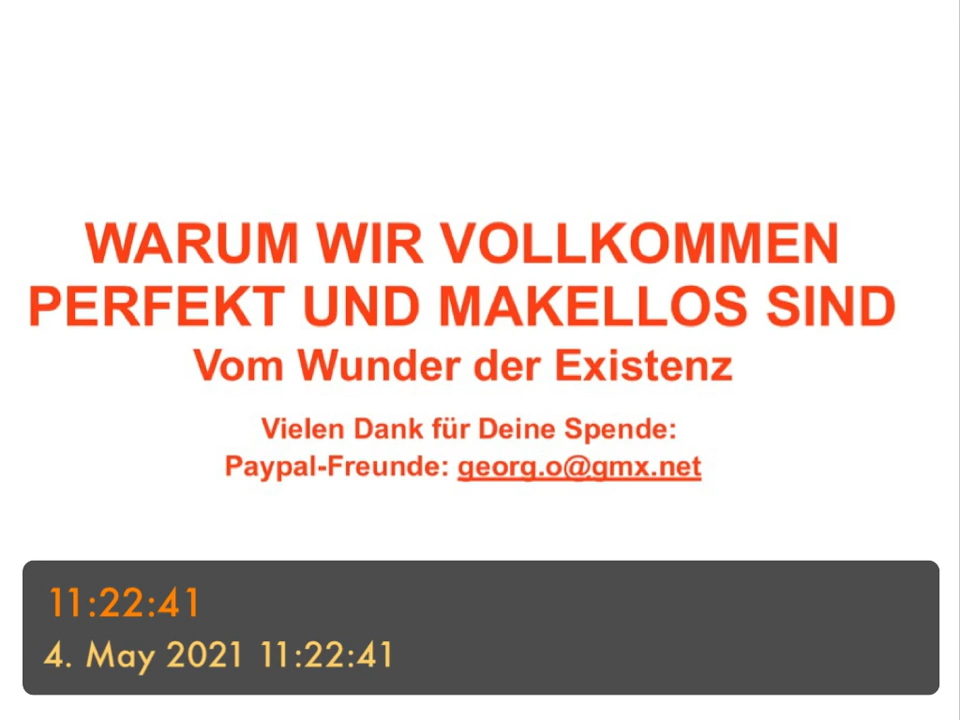 WARUM WIR VOLLKOMMEN
PERFEKT UND MAKELLOS SIND
Vom Wunder der Existenz
Vielen Dank für Deine Spende:
Paypal-Freunde: georg.o@gmx.net
11:22:41
4. May 2021 11:22:41